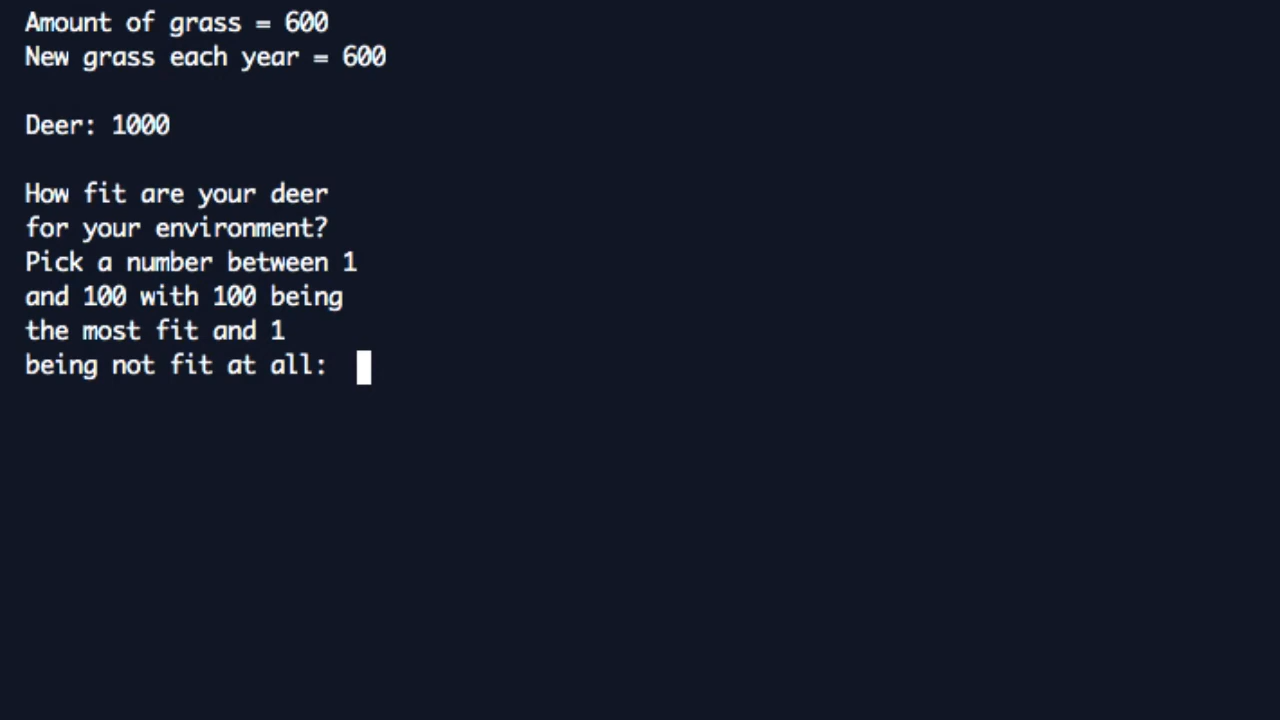 Amount of grass = 600
New grass each year = 600
Deer: 1000
How fit are your deer
for your environment?
Pick a number between 1
and 100 with 100 being
the most fit and 1
being not fit at all: